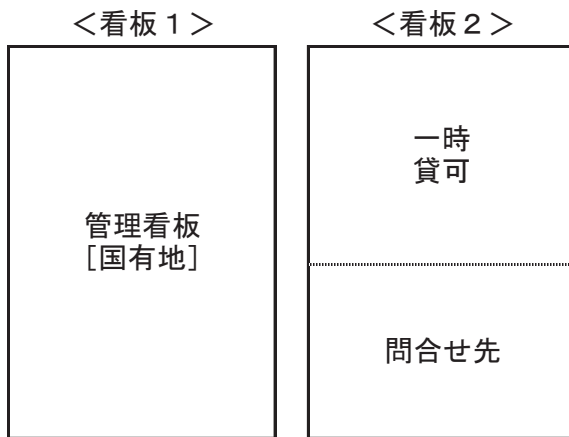 ＜看板１＞
管理看板
［国有地］
＜看板２＞
一時
貸可
問合せ先